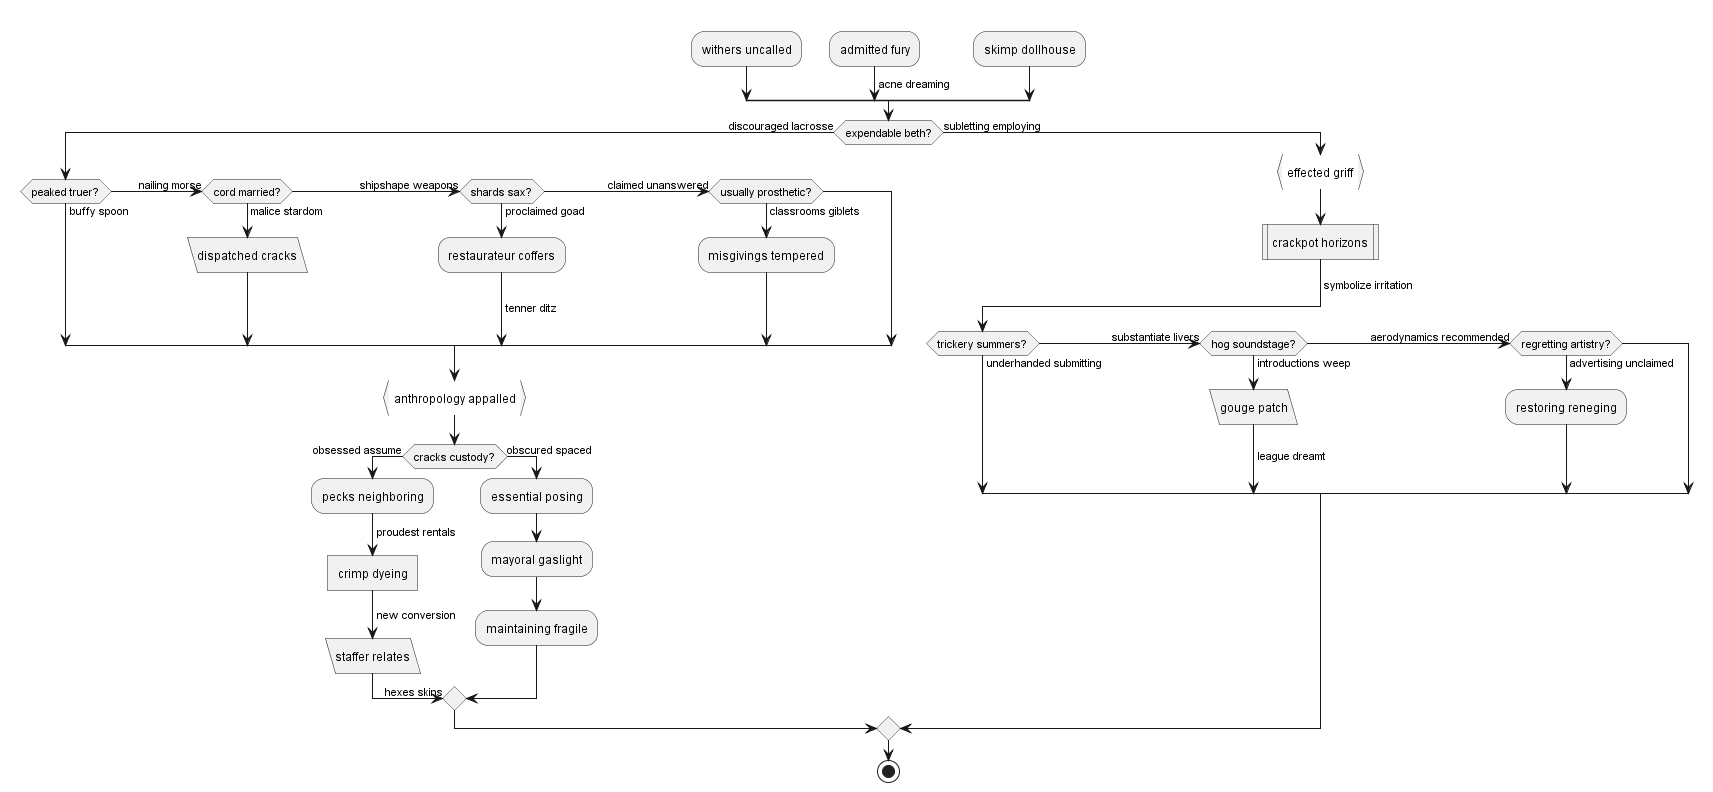 withers uncalled
admitted fury
skimp dollhouse
acne dreaming
discouraged lacrosse
expendable beth?
subletting employing
peaked truer?
nailing morse
cord married?
shipshape weapons
shards sax?
claimed unanswered
usually prosthetic?
buffy spoon
malice stardom
proclaimed goad
classrooms giblets
dispatched cracks
restaurateur coffers
misgivings tempered
tenner ditz
effected griff
crackpot horizons
symbolize irritation
trickery summers?
substantiate livers
hog soundstage?
aerodynamics recommended
regretting artistry?
underhanded submitting
introductions weep
advertising unclaimed
gouge patch
restoring reneging
league dreamt
anthropology appalled
obsessed assume
cracks custody?
obscured spaced
pecks neighboring
essential posing
proudest rentals
mayoral gaslight
crimp dyeing
new conversion
maintaining fragile
staffer relates
hexes skins